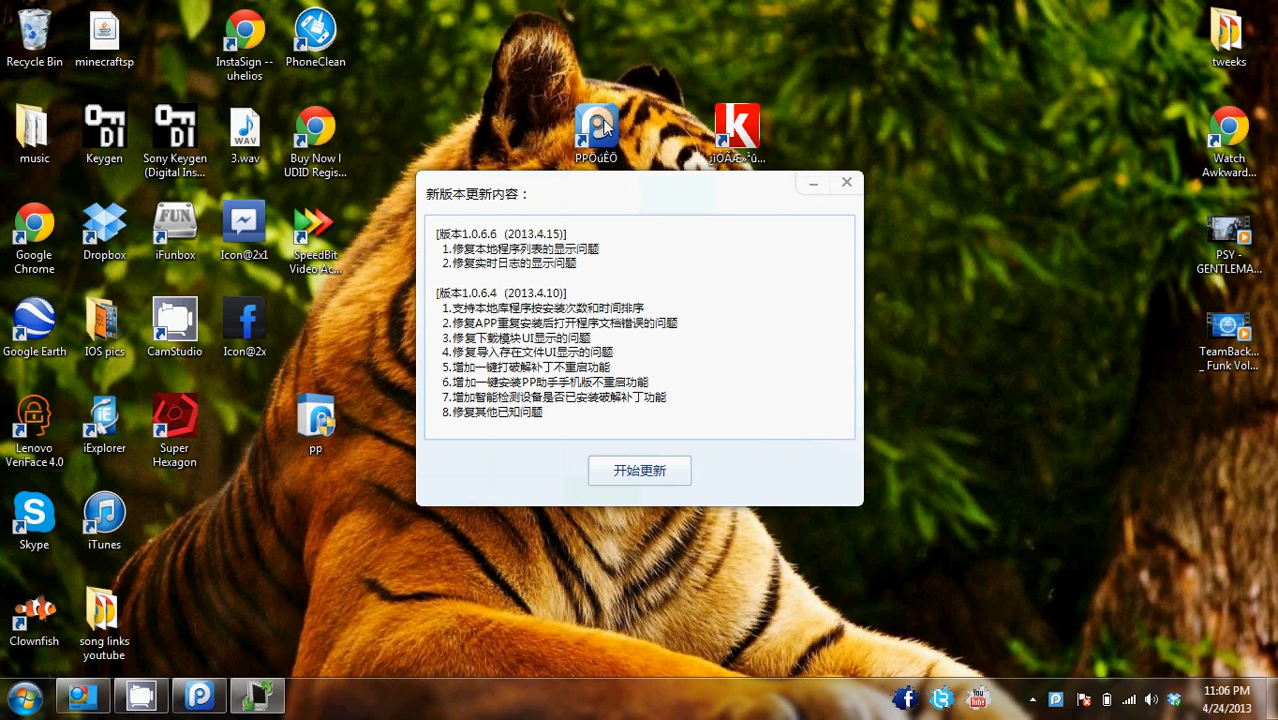 Recycle Bin
minecraftsp
InstaSign --
uhelios
PhoneClean
tweeks
music
Keygen
Sony Keygen
(Digital Ins...
3.wav
WAV
Buy Now I
UDID Regis...
PPÖúÊÖ
Watch
Awkward...
新版本更新内容：
[版本1.0.6.6 (2013.4.15)]
1.修复本地程序列表的显示问题
2.修复实时日志的显示问题
[版本1.0.6.4 (2013.4.10)]
1.支持本地库程序按安装次数和时间排序
2.修复APP重复安装后打开程序文档错误的问题
3.修复下载模块UI显示的问题
4.修复导入存在文件UI显示的问题
5.增加一键打破解补丁不重启功能
6.增加一键安装PP助手手机版不重启功能
7.增加智能检测设备是否已安装破解补丁功能
8.修复其他已知问题
开始更新
Google
Chrome
Dropbox
FUN
iFunbox
Icon@2x1
SpeedBit
Video Ac...
PSY -
GENTLEMA...
Google Earth
IOS pics
CamStudio
Icon@2x
TeamBack...
_ Funk Vol...
Lenovo
VeriFace 4.0
iExplorer
Super
Hexagon
pp
Skype
iTunes
Clownfish
song links
youtube
You
Tube
11:06 PM
4/24/2013